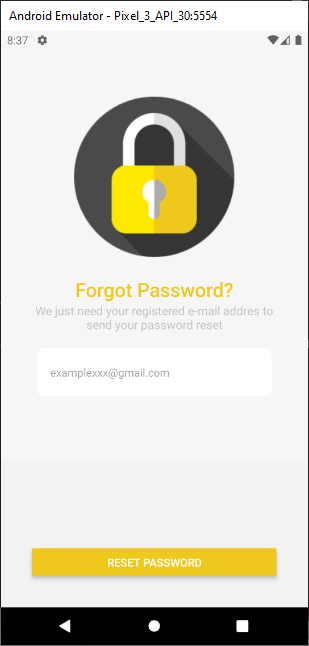 Android Emulator - Pixel_3_API_30:5554
8:37
Forgot Password?
We just need your registered e-mail addres to
send your password reset
examplexxx@gmail.com
RESET PASSWORD